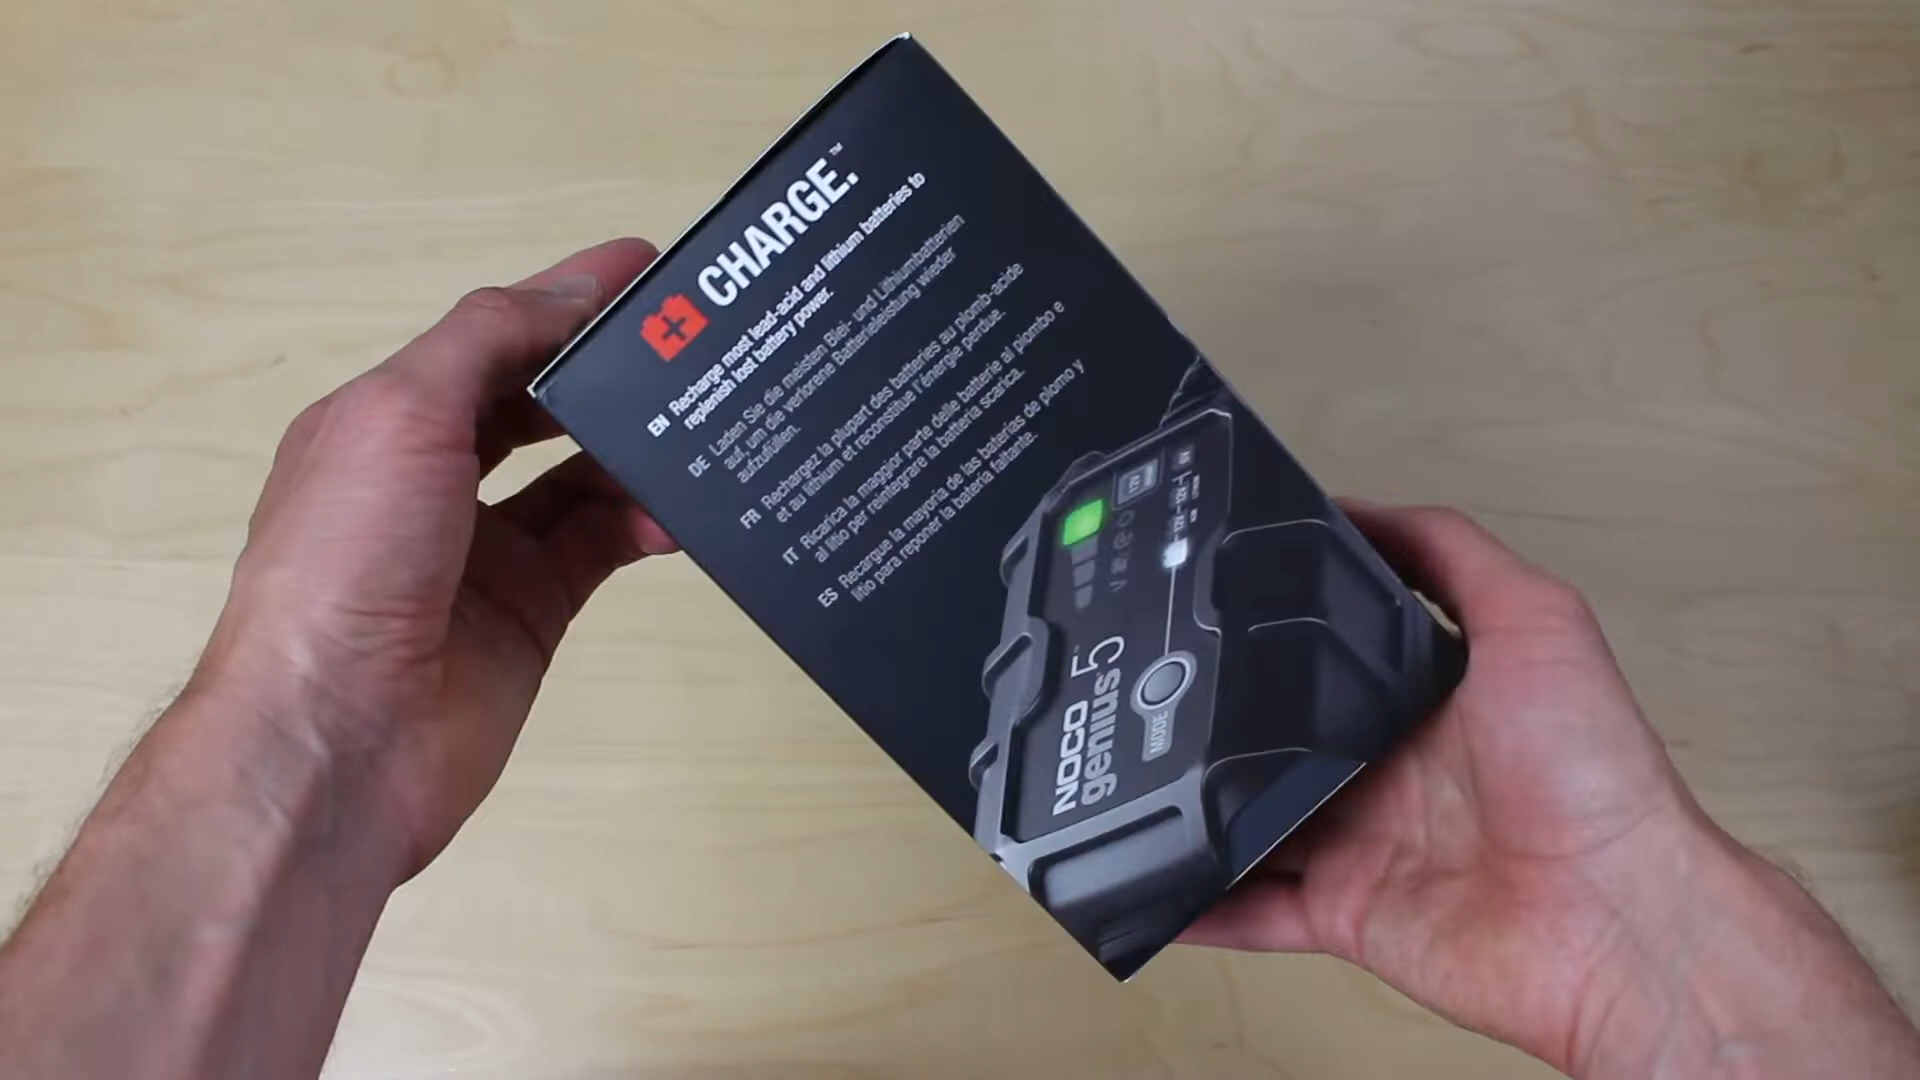 CHARGE.™
EN Recharge most lead-acid and lithium batteries to
replenish lost battery power.
DE Laden Sie die meisten Blei- und Lithiumbatterien
auf, um die verlorene Batterieleistung wieder
aufzufüllen.
FR Rechargez la plupart des batteries au plomb-acide
et au lithium et reconstitue l'énergie perdue.
IT Ricarica la maggior parte delle batterie al piombo e
al litio per reintegrare la batteria scarica.
ES Recargue la mayoría de las baterías de plomo y
litio para reponer la batería faltante.
12V
6V
12V
12V
NOCO
genius5
MODE